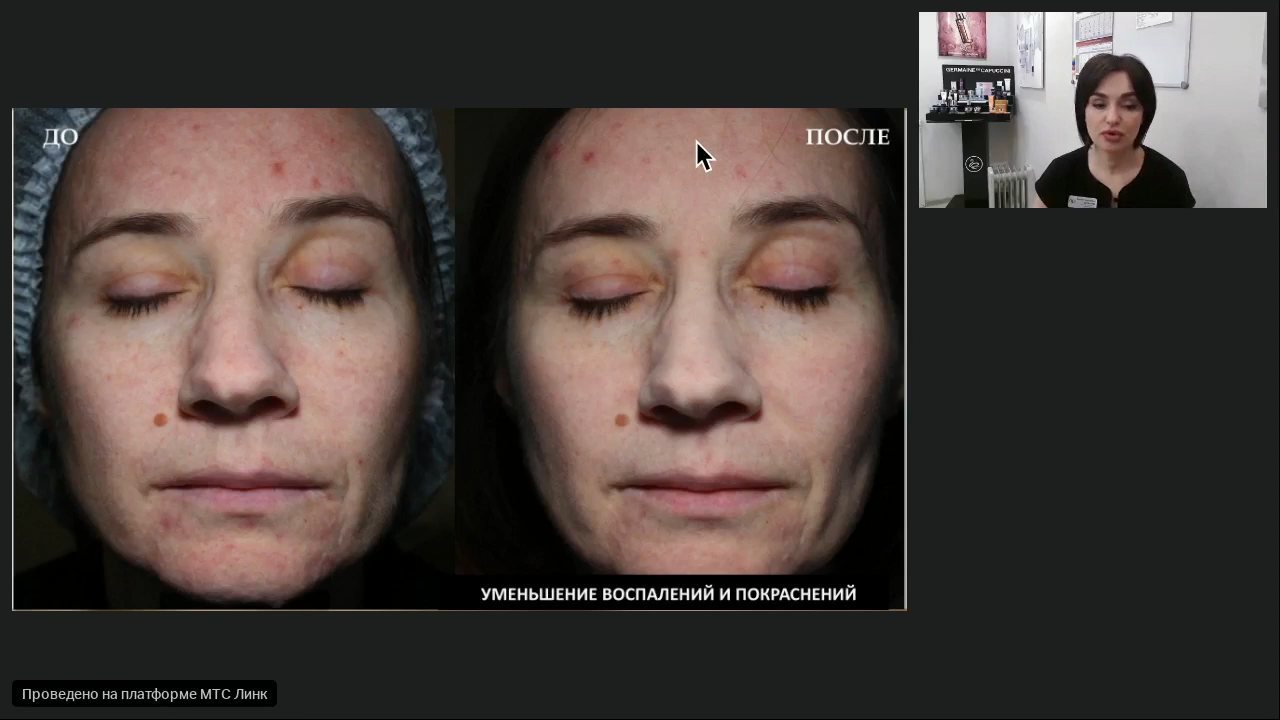 ДО
ПОСЛЕ
УМЕНЬШЕНИЕ ВОСПАЛЕНИЙ И ПОКРАСНЕНИЙ
GERMAINE DE CAPUCCINI
Проведено на платформе МТС Линк